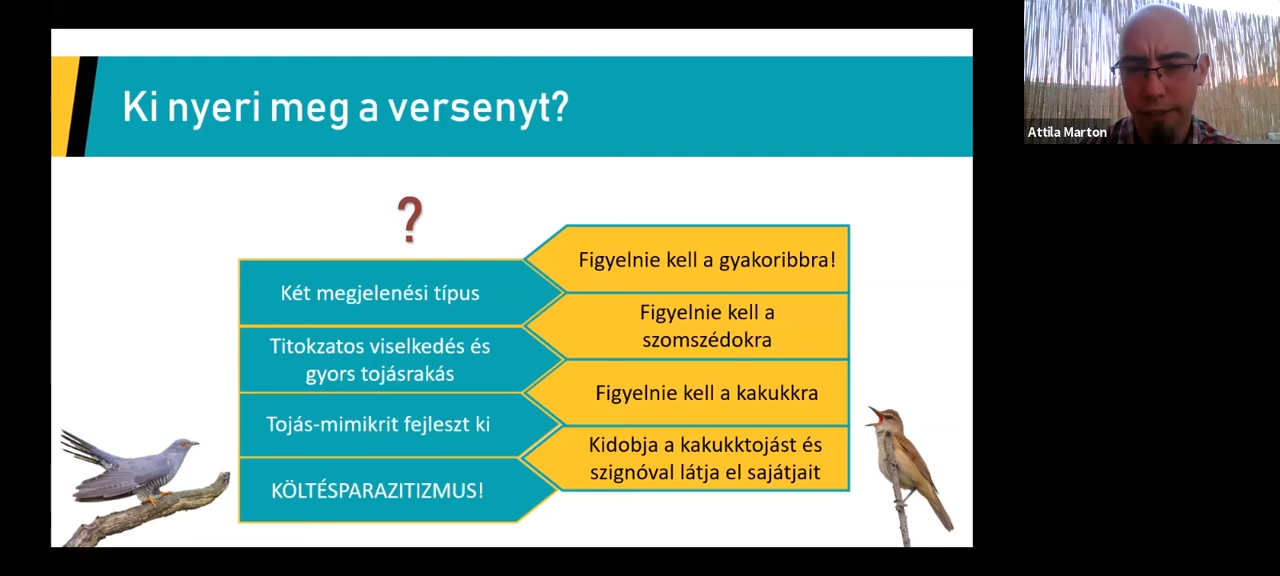 Ki nyeri meg a versenyt?
?
Két megjelenési típus
Titokzatos viselkedés és
gyors tojásrakás
Tojás-mimikrit fejleszt ki
KÖLTÉSPARAZITIZMUS!
Figyelnie kell a gyakoribbra!
Figyelnie kell a
szomszédokra
Figyelnie kell a kakukkra
Kidobja a kakukktojást és
szignóval látja el sajátjait
Attila Marton